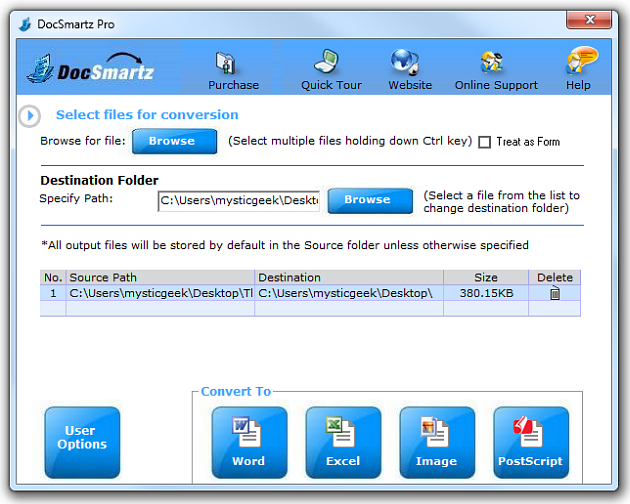 DocSmartz Pro
DocSmartz
Purchase Quick Tour Website Online Support Help
Select files for conversion
Browse for file: Browse (Select multiple files holding down Ctrl key) Treat as Form
Destination Folder
Specify Path: C:\Users\mysticgeek\Deskt Browse (Select a file from the list to
change destination folder)
*All output files will be stored by default in the Source folder unless otherwise specified
No. Source Path Destination Size Delete
1 C:\Users\mysticgeek\Desktop\Tl C:\Users\mysticgeek\Desktop\ 380.15KB
Convert To
User
Options
Word Excel Image PostScript